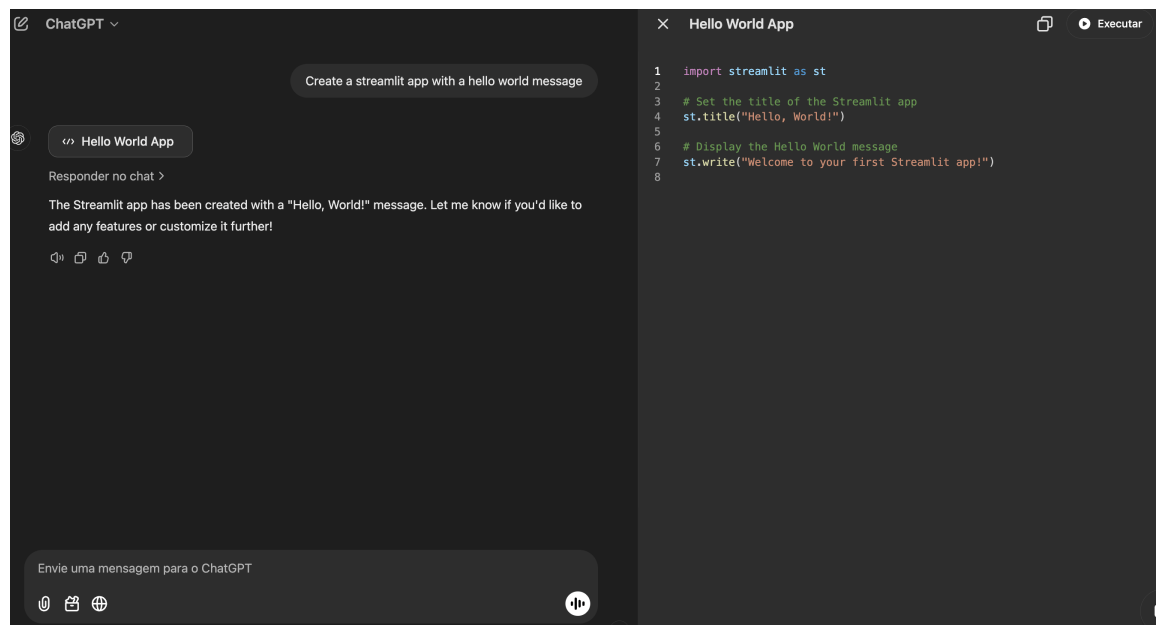 ChatGPT
Create a streamlit app with a hello world message
Hello World App
Responder no chat >
The Streamlit app has been created with a "Hello, World!" message. Let me know if you'd like to
add any features or customize it further!
Envie uma mensagem para o ChatGPT
Hello World App
Executar
1 import streamlit as st
2
3 # Set the title of the Streamlit app
4 st.title("Hello, World!")
5
6 # Display the Hello World message
7 st.write("Welcome to your first Streamlit app!")
8